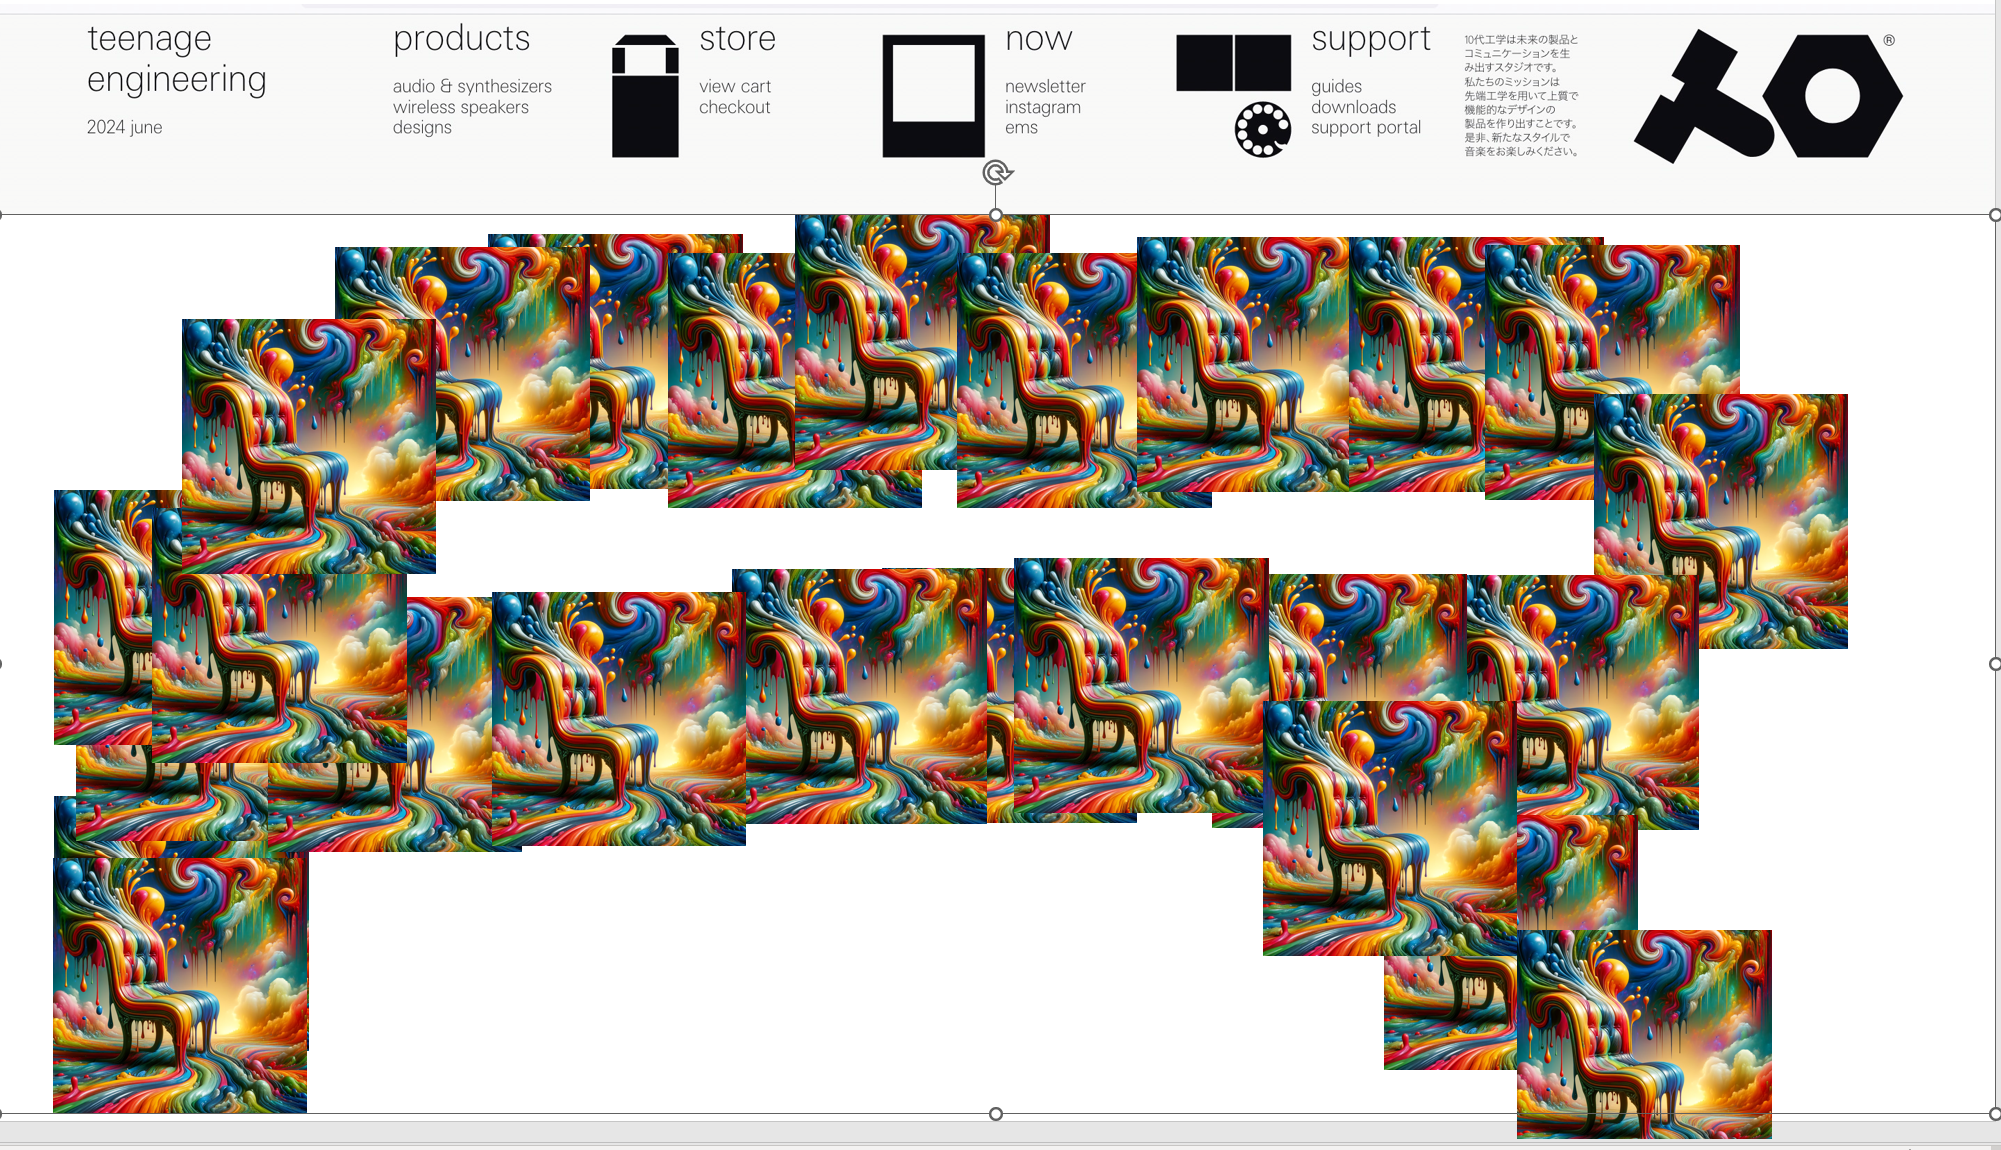 teenage
engineering
2024 june
products
audio & synthesizers
wireless speakers
designs
store
view cart
checkout
now
newsletter
instagram
ems
support
guides
downloads
support portal
10代工学は未来の製品と
コミュニケーションを生
み出すスタジオです。
私たちのミッションは
先端工学を用いて上質で
機能的なデザインの
製品を作り出すことです。
是非、新たなスタイルで
音楽をお楽しみください。
®